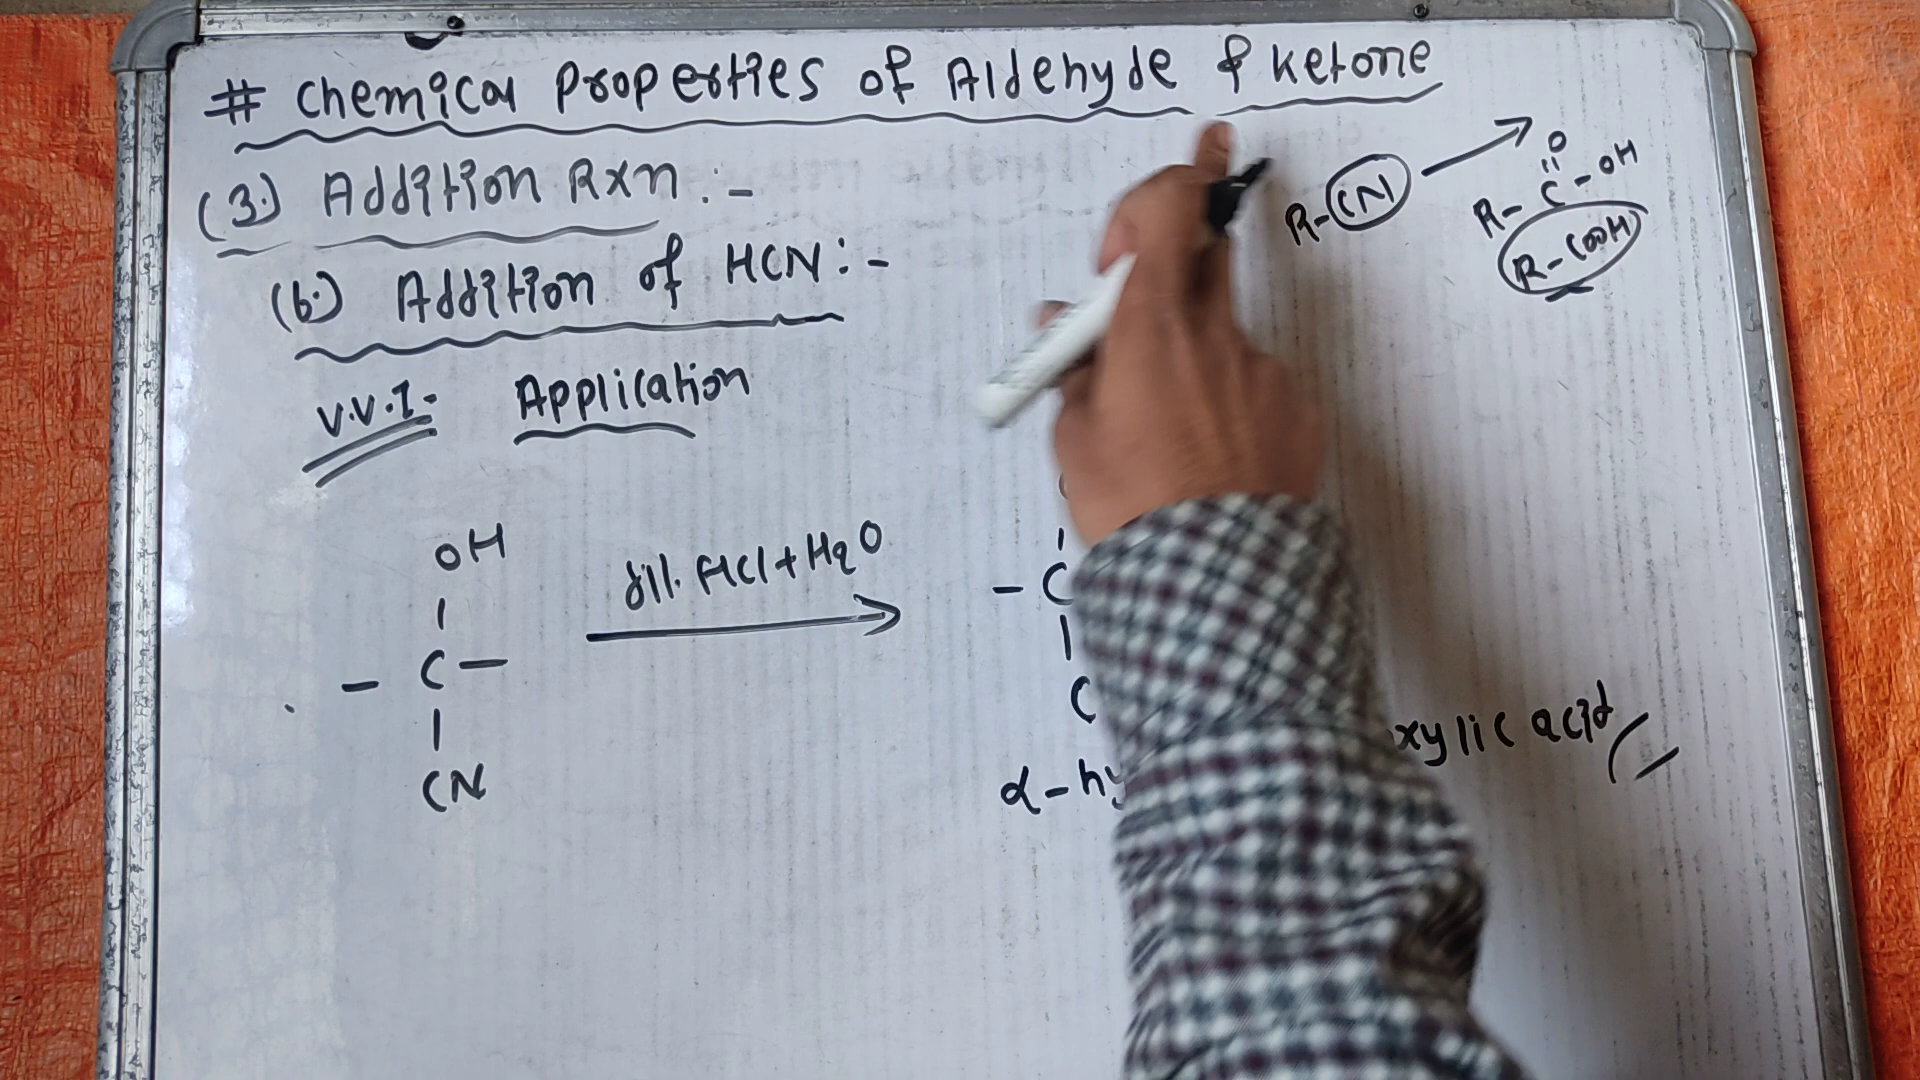 # Chemical Properties of Aldehyde & Ketone
(3.) Addition Rxn :-
(b.) Addition of HCN :-
R-CN → R-C-OH
O
R-COOH
V.V.I. Application
OH
- C -
CN
dil. HCl + H2O
- C
C
α-hy
xylic acid